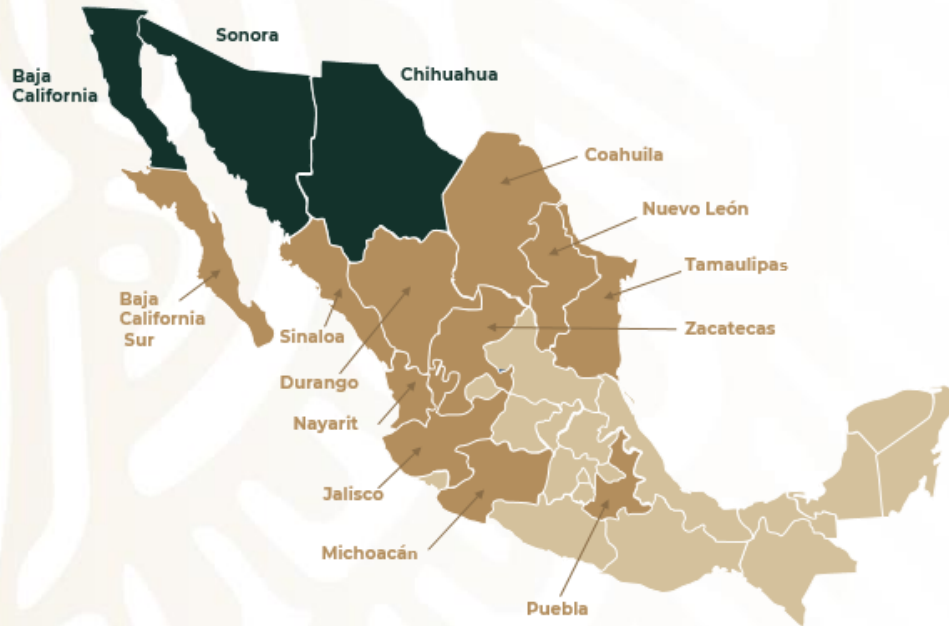 Sonora
Baja
California
Chihuahua
Coahuila
Nuevo León
Tamaulipas
Baja
California
Sur
Sinaloa
Zacatecas
Durango
Nayarit
Jalisco
Michoacán
Puebla